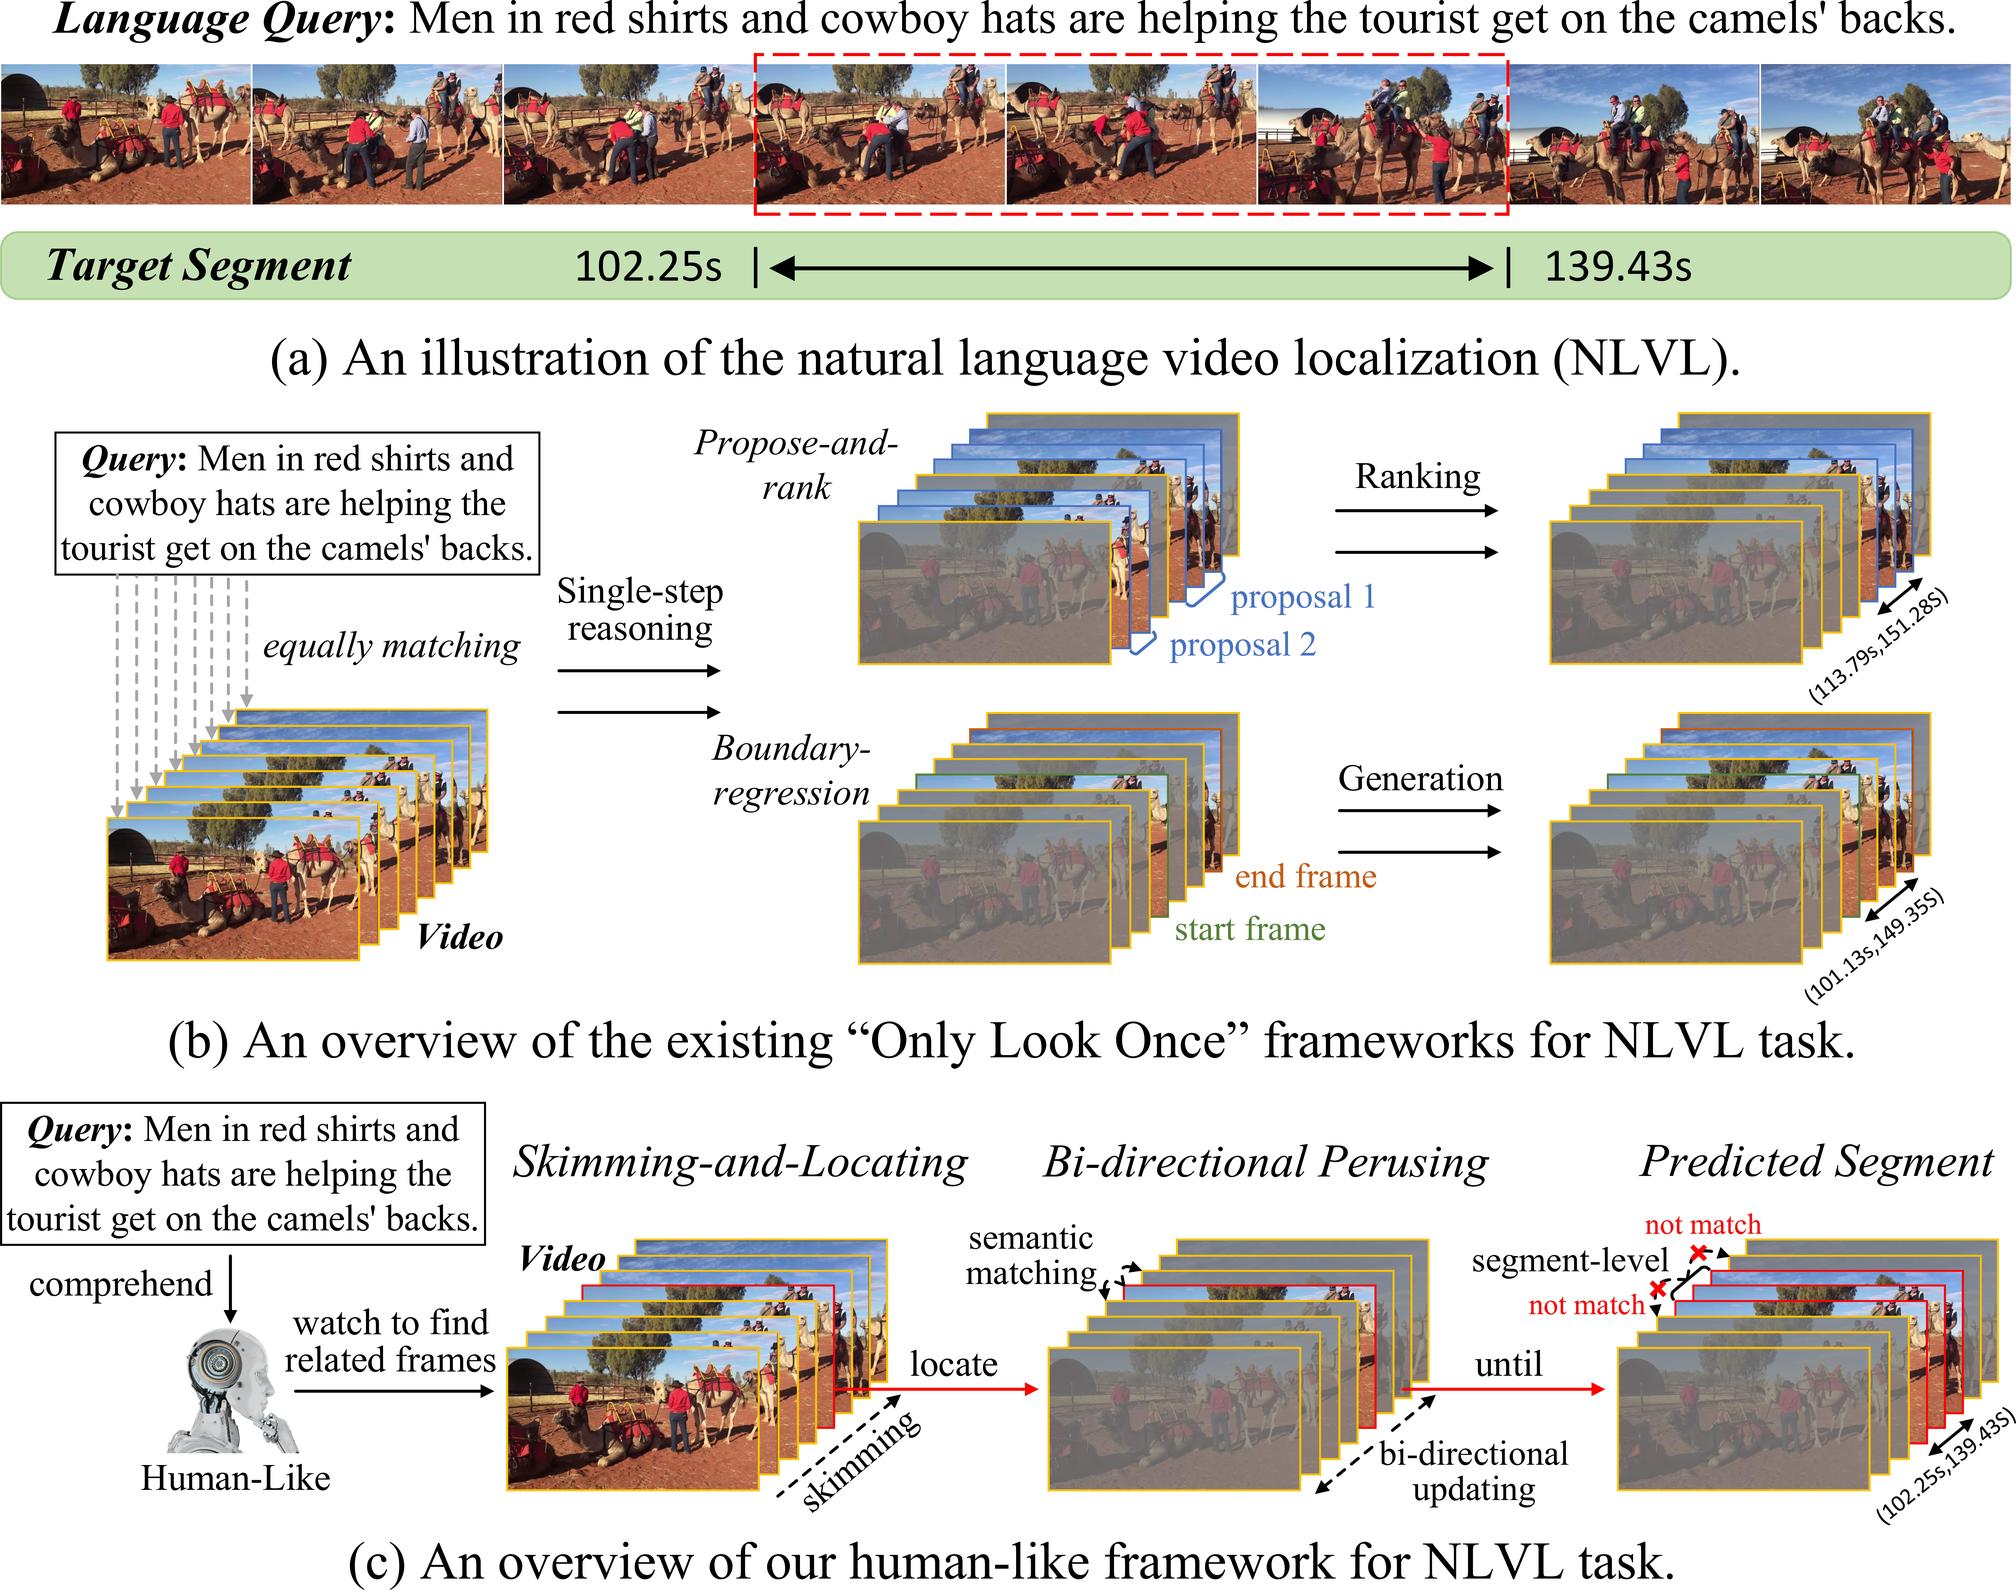 Language Query: Men in red shirts and cowboy hats are helping the tourist get on the camels' backs.
Target Segment 102.25s 139.43s
(a) An illustration of the natural language video localization (NLVL).
Query: Men in red shirts and
cowboy hats are helping the
tourist get on the camels' backs.
equally matching
Video
Single-step
reasoning
Propose-and-
rank
proposal 1
proposal 2
Ranking
(113.79s,151.28S)
Boundary-
regression
end frame
start frame
Generation
(101.13s,149.35S)
(b) An overview of the existing “Only Look Once” frameworks for NLVL task.
Query: Men in red shirts and
cowboy hats are helping the
tourist get on the camels' backs.
comprehend
Human-Like
watch to find
related frames
Skimming-and-Locating
Video
skimming
locate
Bi-directional Perusing
semantic
matching
bi-directional
updating
until
Predicted Segment
not match
segment-level
not match
(102.25s,139.43S)
(c) An overview of our human-like framework for NLVL task.